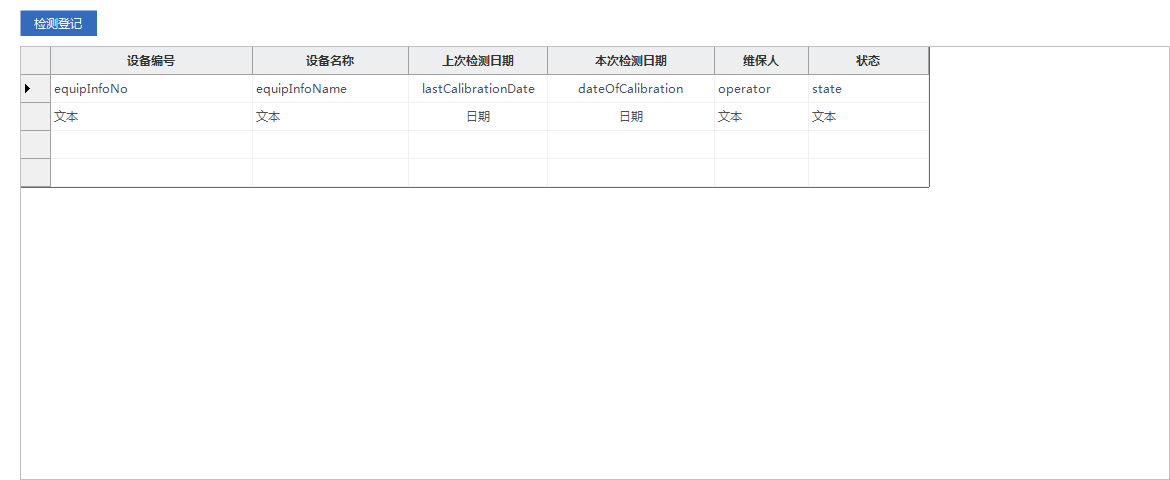 检测登记
设备编号 设备名称 上次检测日期 本次检测日期 维保人 状态
equipInfoNo equipInfoName lastCalibrationDate dateOfCalibration operator state
文本 文本 日期 日期 文本 文本